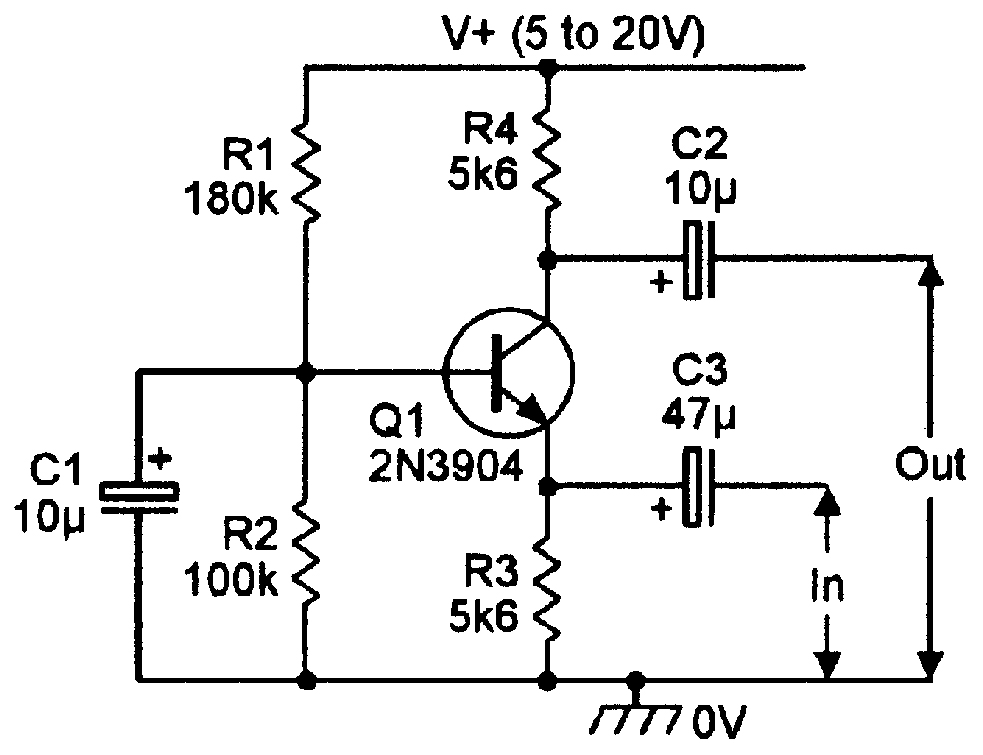 V+ (5 to 20V)
R1
180k
R4
5k6
C2
10μ
+
C3
47μ
+
Q1
2N3904
C1
10μ
+
R2
100k
R3
5k6
Out
In
0V